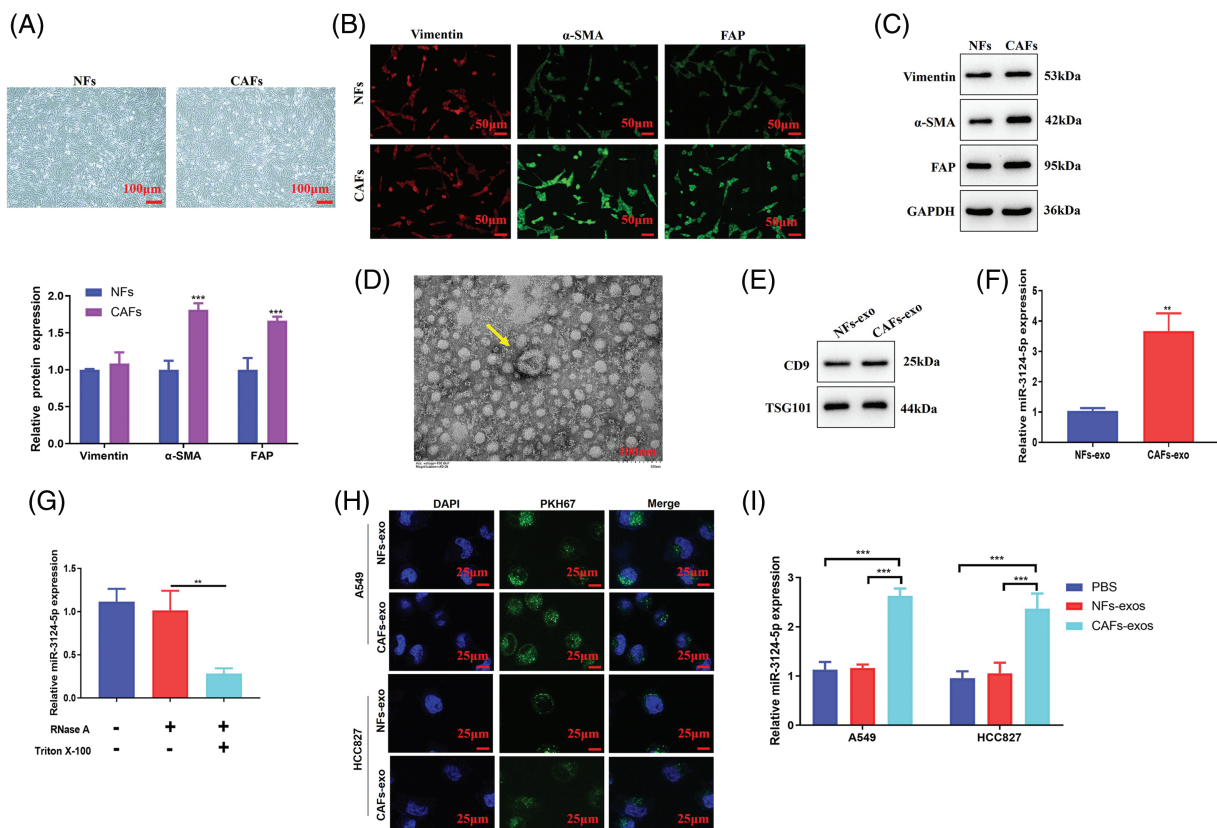 (A)
NFs
CAFs
100μm
100μm
(B)
Vimentin
α-SMA
FAP
NFs
50μm
50μm
50μm
CAFs
50μm
50μm
50μm
(C)
NFs
CAFs
Vimentin
53kDa
α-SMA
42kDa
FAP
95kDa
GAPDH
36kDa
Relative protein expression
2.0
1.5
1.0
0.5
0.0
NFs
CAFs
***
***
Vimentin
α-SMA
FAP
(D)
500nm
(E)
NFs-exo
CAFs-exo
CD9
25kDa
TSG101
44kDa
(F)
Relative miR-3124-5p expression
5
4
3
2
1
0
**
NFs-exo
CAFs-exo
(G)
Relative miR-3124-5p expression
1.5
1.0
0.5
0.0
**
RNase A
- + +
Triton X-100
- - +
(H)
DAPI
PKH67
Merge
A549
NFs-exo
25μm
25μm
25μm
CAFs-exo
25μm
25μm
25μm
HCC827
NFs-exo
25μm
25μm
25μm
CAFs-exo
25μm
25μm
25μm
(I)
Relative miR-3124-5p expression
3
2
1
0
***
***
***
***
A549
HCC827
PBS
NFs-exos
CAFs-exos